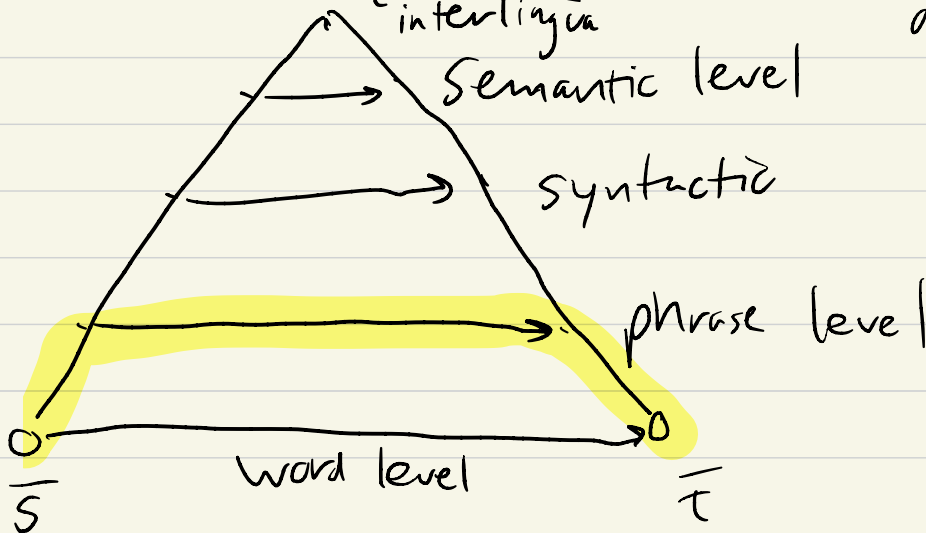 interlingua
Semantic level
syntactic
phrase level
word level
s̅
τ̅